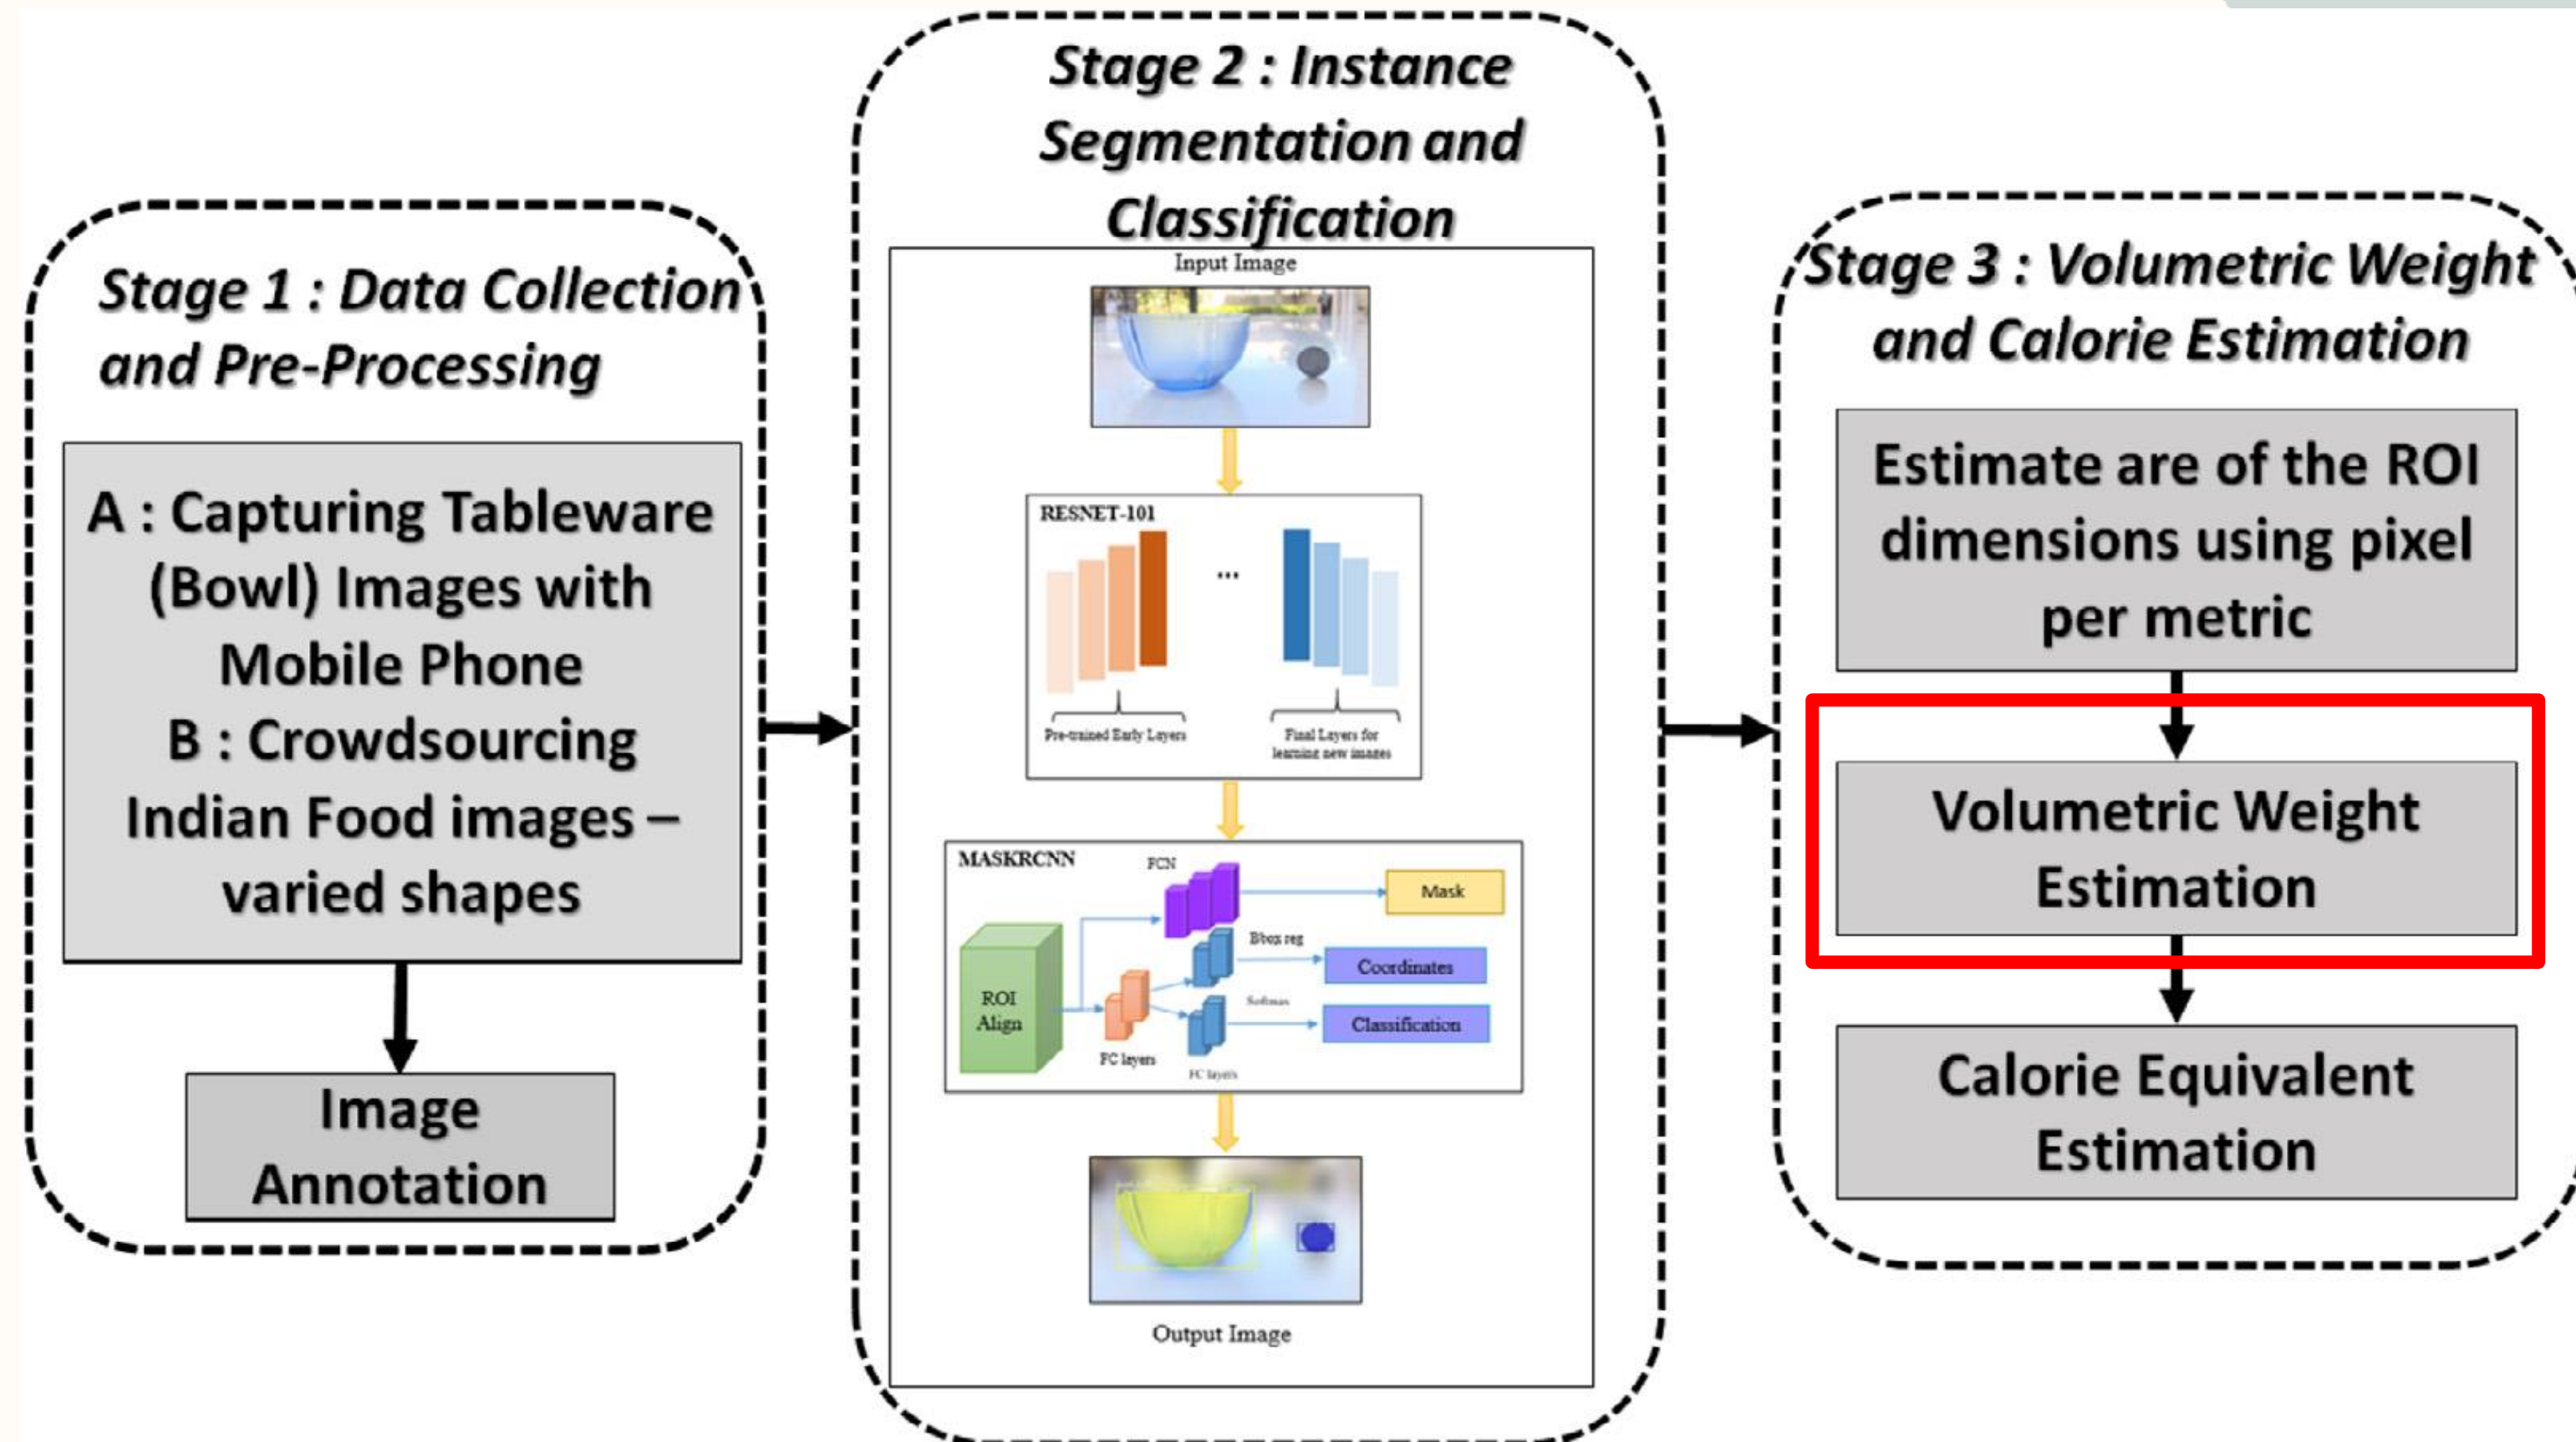 Stage 1 : Data Collection
and Pre-Processing
A : Capturing Tableware
(Bowl) Images with
Mobile Phone
B : Crowdsourcing
Indian Food images –
varied shapes
Image
Annotation
Stage 2 : Instance
Segmentation and
Classification
Input Image
RESNET-101
...
Pre-trained Early Layers
Final Layers for
learning new images
MASKRCNN
FCN
Mask
Bbox reg
Coordinates
ROI
Align
Softmax
Classification
FC layers
FC layers
Output Image
Stage 3 : Volumetric Weight
and Calorie Estimation
Estimate are of the ROI
dimensions using pixel
per metric
Volumetric Weight
Estimation
Calorie Equivalent
Estimation